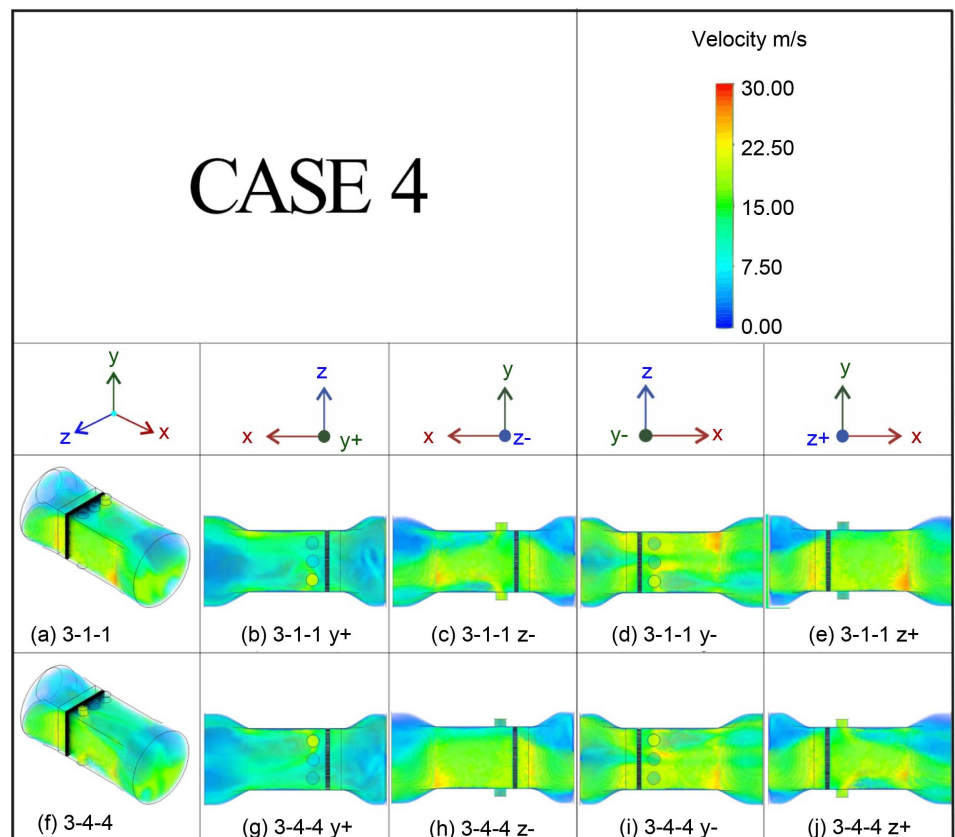 CASE 4
Velocity m/s
30.00
22.50
15.00
7.50
0.00
y
z
x
z
x
y+
y
x
z-
z
y-
x
y
z+
x
(a) 3-1-1
(b) 3-1-1 y+
(c) 3-1-1 z-
(d) 3-1-1 y-
(e) 3-1-1 z+
(f) 3-4-4
(g) 3-4-4 y+
(h) 3-4-4 z-
(i) 3-4-4 y-
(j) 3-4-4 z+